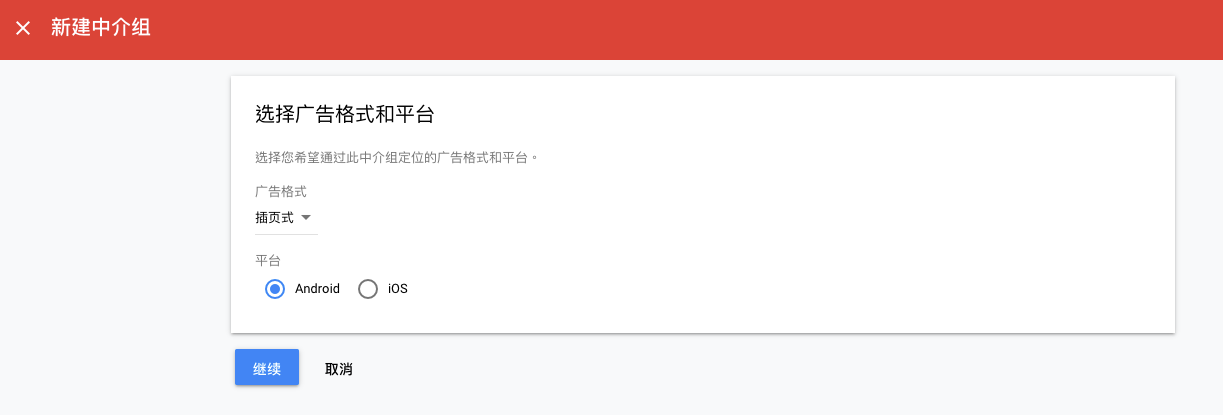 新建中介组
选择广告格式和平台
选择您希望通过此中介组定位的广告格式和平台。
广告格式
插页式
平台
Android iOS
继续 取消